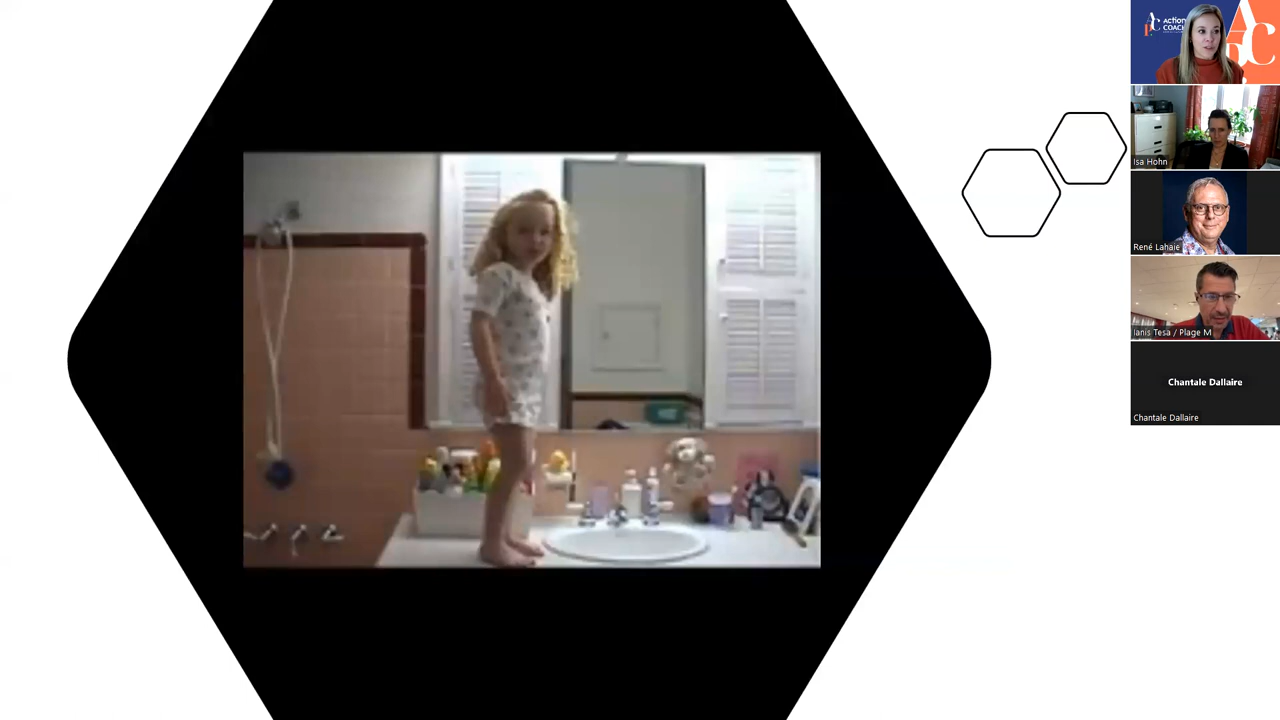 ACTION
COACH
Isa Hohn
René Lahaie
Ianis Tesa / Plage M
Chantale Dallaire
Chantale Dallaire